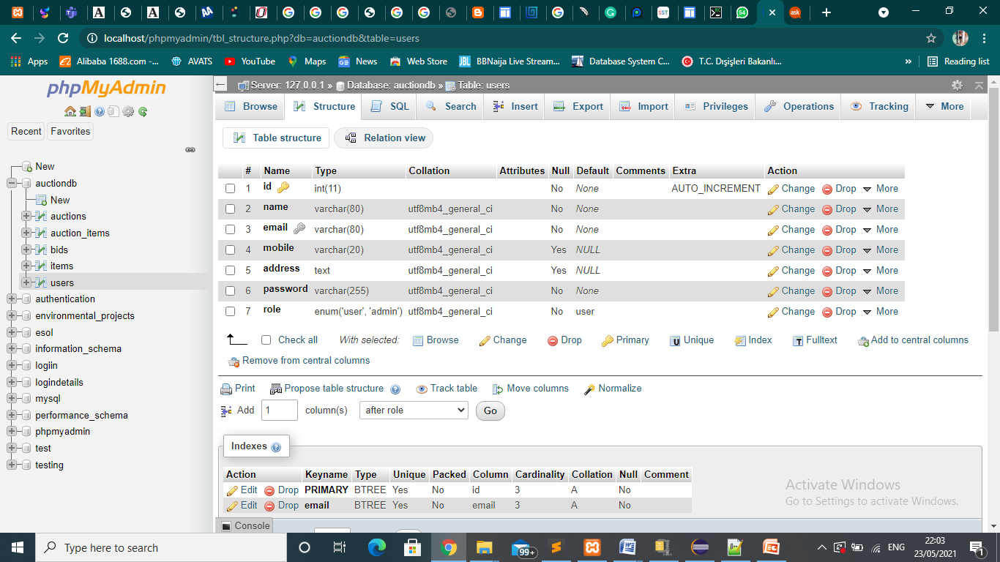 localhost/phpmyadmin/tbl_structure.php?db=auctiondb&table=users
Apps
Alibaba 1688.com -...
AVATS
YouTube
Maps
News
Web Store
BBNaija Live Stream...
Database System C...
T.C. Dışişleri Bakanlı...
»
Reading list
phpMyAdmin
Recent
Favorites
New
auctiondb
New
auctions
auction_items
bids
items
users
authentication
environmental_projects
esol
information_schema
logiin
logindetails
mysql
performance_schema
phpmyadmin
test
testing
Server: 127.0.0.1 » Database: auctiondb » Table: users
Browse Structure SQL Search Insert Export Import Privileges Operations Tracking More
Table structure Relation view
# Name Type Collation Attributes Null Default Comments Extra Action
1 id int(11) No None AUTO_INCREMENT Change Drop More
2 name varchar(80) utf8mb4_general_ci No None Change Drop More
3 email varchar(80) utf8mb4_general_ci No None Change Drop More
4 mobile varchar(20) utf8mb4_general_ci Yes NULL Change Drop More
5 address text utf8mb4_general_ci Yes NULL Change Drop More
6 password varchar(255) utf8mb4_general_ci No None Change Drop More
7 role enum('user', 'admin') utf8mb4_general_ci No user Change Drop More
Check all With selected: Browse Change Drop Primary Unique Index Fulltext Add to central columns
Remove from central columns
Print Propose table structure Track table Move columns Normalize
Add 1 column(s) after role Go
Indexes
Action Keyname Type Unique Packed Column Cardinality Collation Null Comment
Edit Drop PRIMARY BTREE Yes No id 3 A No
Edit Drop email BTREE Yes No email 3 A No
Console
Activate Windows
Go to Settings to activate Windows.
Type here to search
99+
ENG
22:03
23/05/2021
1